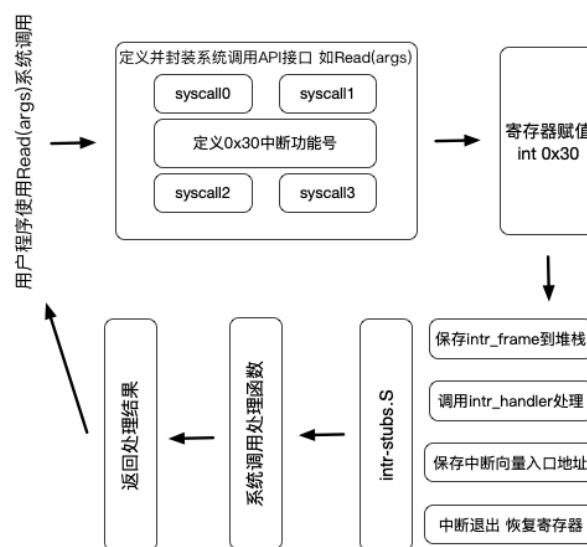 用户程序使用Read(args)系统调用
定义并封装系统调用API接口 如Read(args)
syscall0
syscall1
定义0x30中断功能号
syscall2
syscall3
寄存器赋值
int 0x30
保存intr_frame到堆栈
调用intr_handler处理
保存中断向量入口地址
中断退出 恢复寄存器
intr-stubs.S
系统调用处理函数
返回处理结果